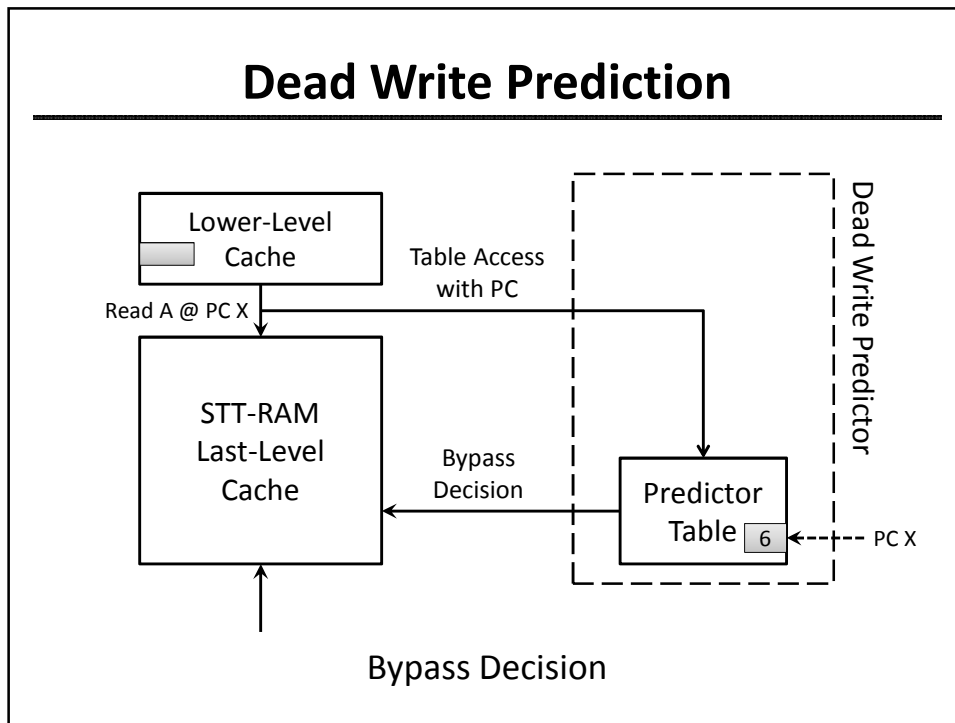 Dead Write Prediction
Lower-Level
Cache
Table Access
with PC
Read A @ PC X
STT-RAM
Last-Level
Cache
Bypass
Decision
Predictor
Table
6
PC X
Dead Write Predictor
Bypass Decision